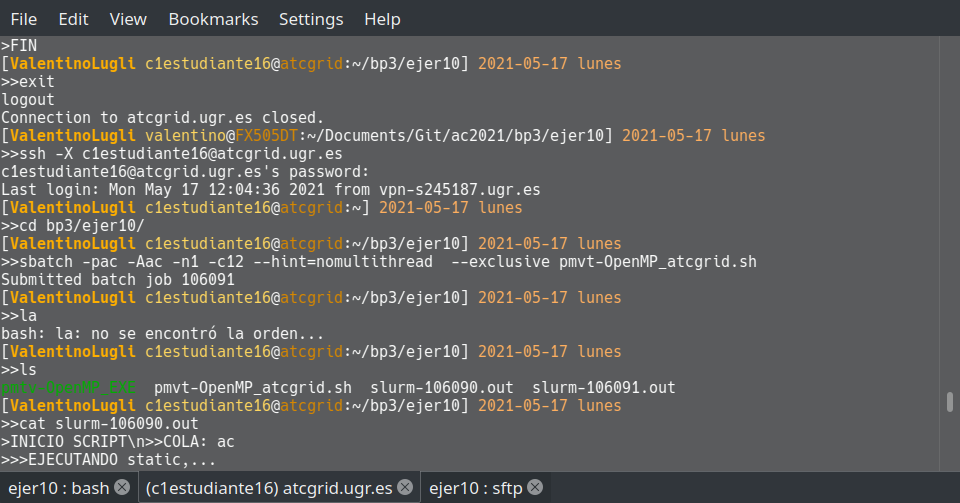 File Edit View Bookmarks Settings Help
>FIN
[ValentinoLugli c1estudiante16@atcgrid:~/bp3/ejer10] 2021-05-17 lunes
>>exit
logout
Connection to atcgrid.ugr.es closed.
[ValentinoLugli valentino@FX505DT:~/Documents/Git/ac2021/bp3/ejer10] 2021-05-17 lunes
>>ssh -X c1estudiante16@atcgrid.ugr.es
c1estudiante16@atcgrid.ugr.es's password:
Last login: Mon May 17 12:04:36 2021 from vpn-s245187.ugr.es
[ValentinoLugli c1estudiante16@atcgrid:~] 2021-05-17 lunes
>>cd bp3/ejer10/
[ValentinoLugli c1estudiante16@atcgrid:~/bp3/ejer10] 2021-05-17 lunes
>>sbatch -pac -Aac -n1 -c12 --hint=nomultithread  --exclusive pmvt-OpenMP_atcgrid.sh
Submitted batch job 106091
[ValentinoLugli c1estudiante16@atcgrid:~/bp3/ejer10] 2021-05-17 lunes
>>la
bash: la: no se encontró la orden...
[ValentinoLugli c1estudiante16@atcgrid:~/bp3/ejer10] 2021-05-17 lunes
>>ls
pmtv-OpenMP_EXE  pmvt-OpenMP_atcgrid.sh  slurm-106090.out  slurm-106091.out
[ValentinoLugli c1estudiante16@atcgrid:~/bp3/ejer10] 2021-05-17 lunes
>>cat slurm-106090.out
>INICIO SCRIPT\n>>COLA: ac
>>>EJECUTANDO static,...
ejer10 : bash (c1estudiante16) atcgrid.ugr.es ejer10 : sftp